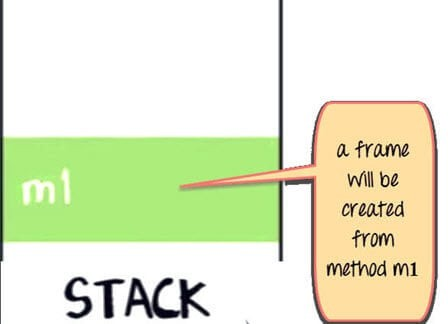 m1
a frame
will be
created
from
method m1
STACK